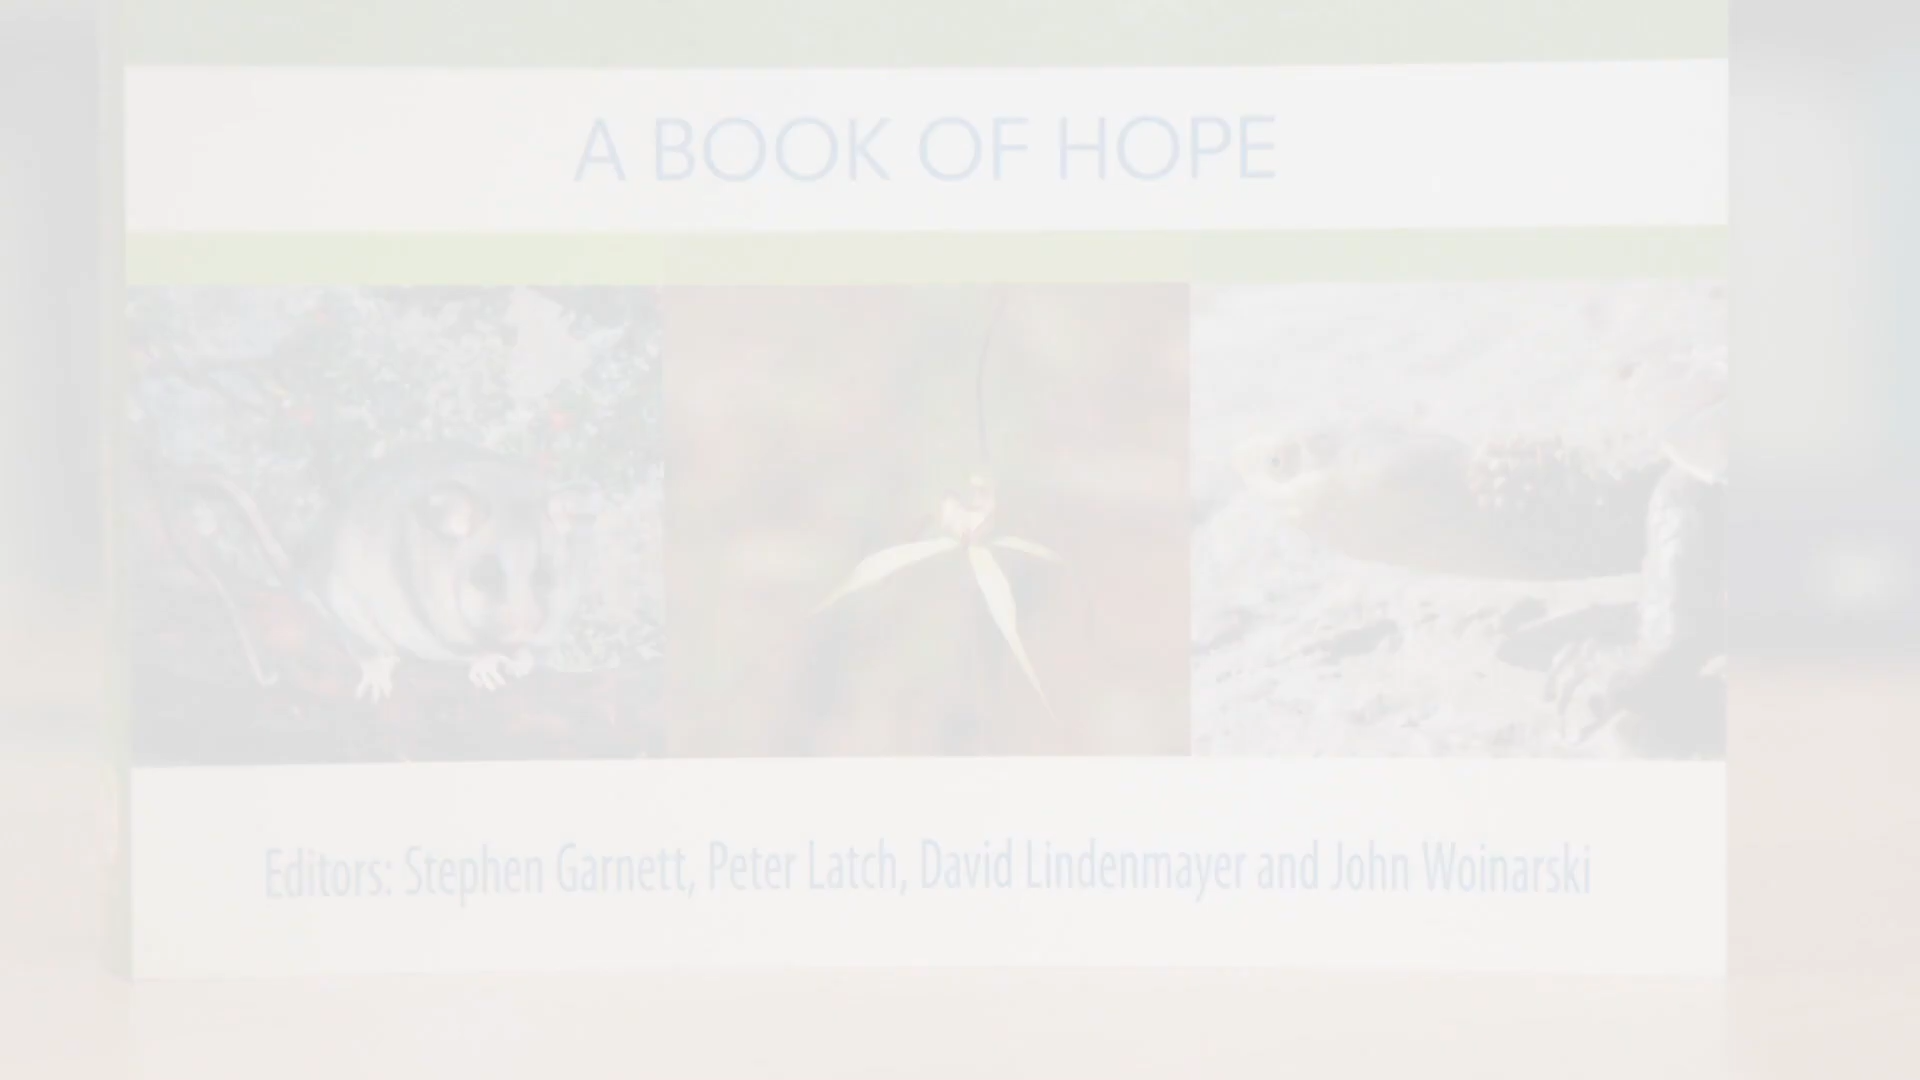 A BOOK OF HOPE
Editors: Stephen Garnett, Peter Latch, David Lindenmayer and John Woinarski